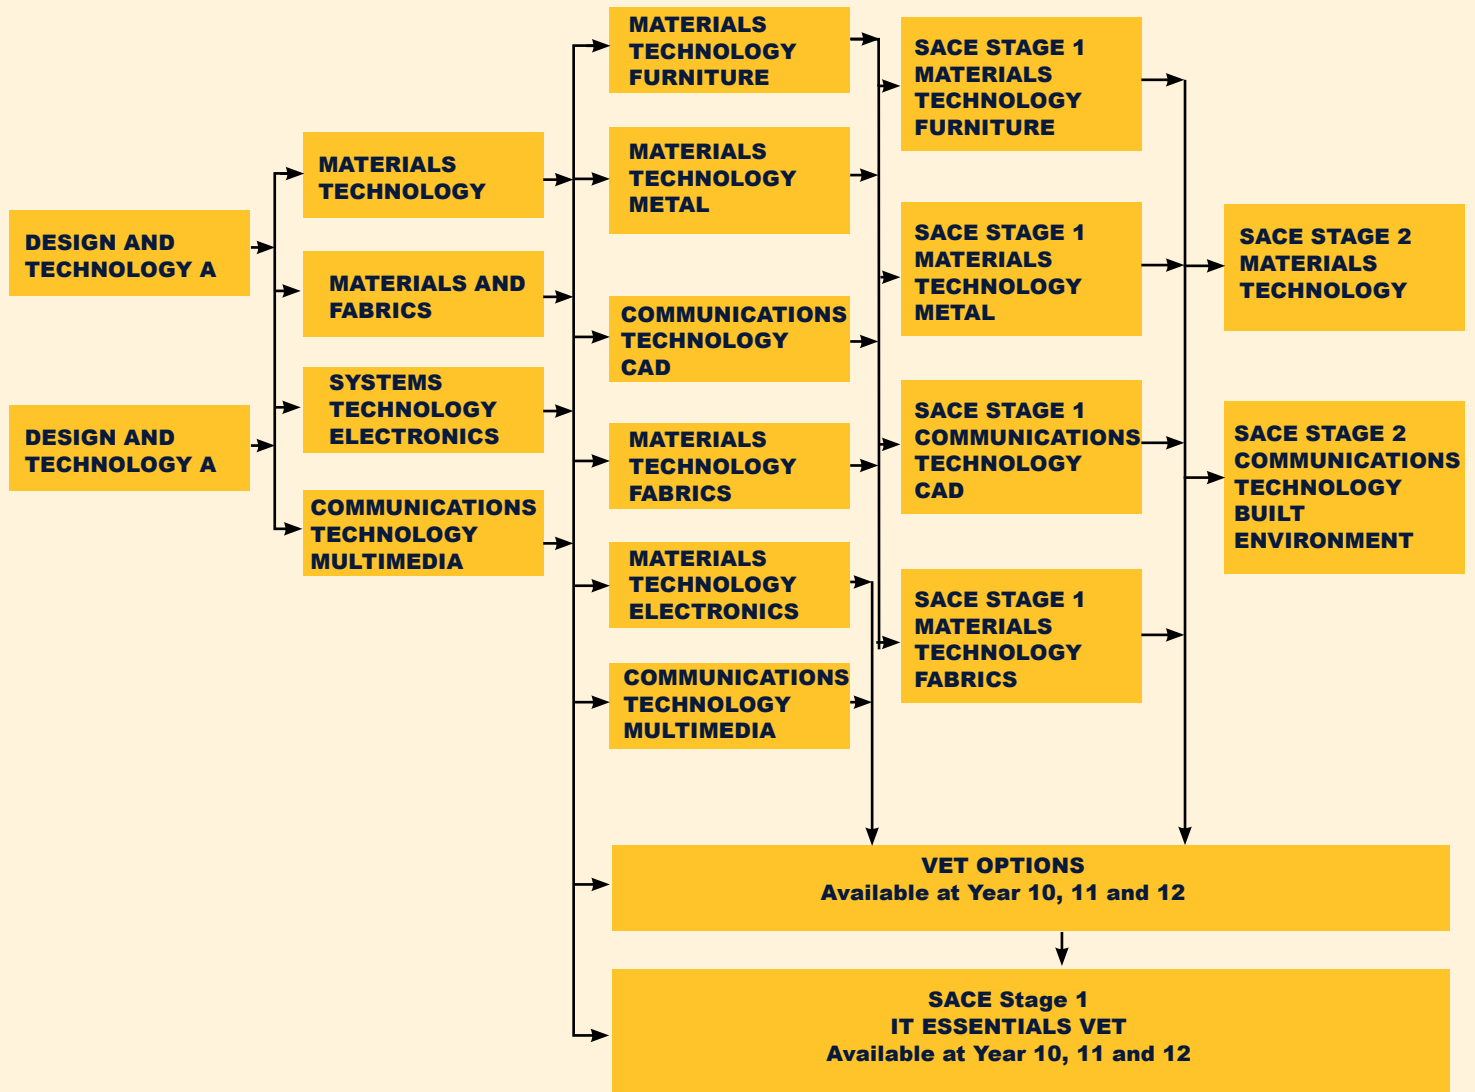 DESIGN AND
TECHNOLOGY A
DESIGN AND
TECHNOLOGY A
MATERIALS
TECHNOLOGY
MATERIALS AND
FABRICS
SYSTEMS
TECHNOLOGY
ELECTRONICS
COMMUNICATIONS
TECHNOLOGY
MULTIMEDIA
MATERIALS
TECHNOLOGY
FURNITURE
MATERIALS
TECHNOLOGY
METAL
COMMUNICATIONS
TECHNOLOGY
CAD
MATERIALS
TECHNOLOGY
FABRICS
MATERIALS
TECHNOLOGY
ELECTRONICS
COMMUNICATIONS
TECHNOLOGY
MULTIMEDIA
SACE STAGE 1
MATERIALS
TECHNOLOGY
FURNITURE
SACE STAGE 1
MATERIALS
TECHNOLOGY
METAL
SACE STAGE 1
COMMUNICATIONS
TECHNOLOGY
CAD
SACE STAGE 1
MATERIALS
TECHNOLOGY
FABRICS
SACE STAGE 2
MATERIALS
TECHNOLOGY
SACE STAGE 2
COMMUNICATIONS
TECHNOLOGY
BUILT
ENVIRONMENT
VET OPTIONS
Available at Year 10, 11 and 12
SACE Stage 1
IT ESSENTIALS VET
Available at Year 10, 11 and 12